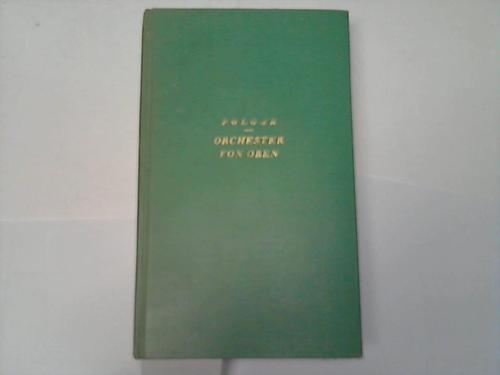 POLGAR
ORCHESTER
VON OBEN